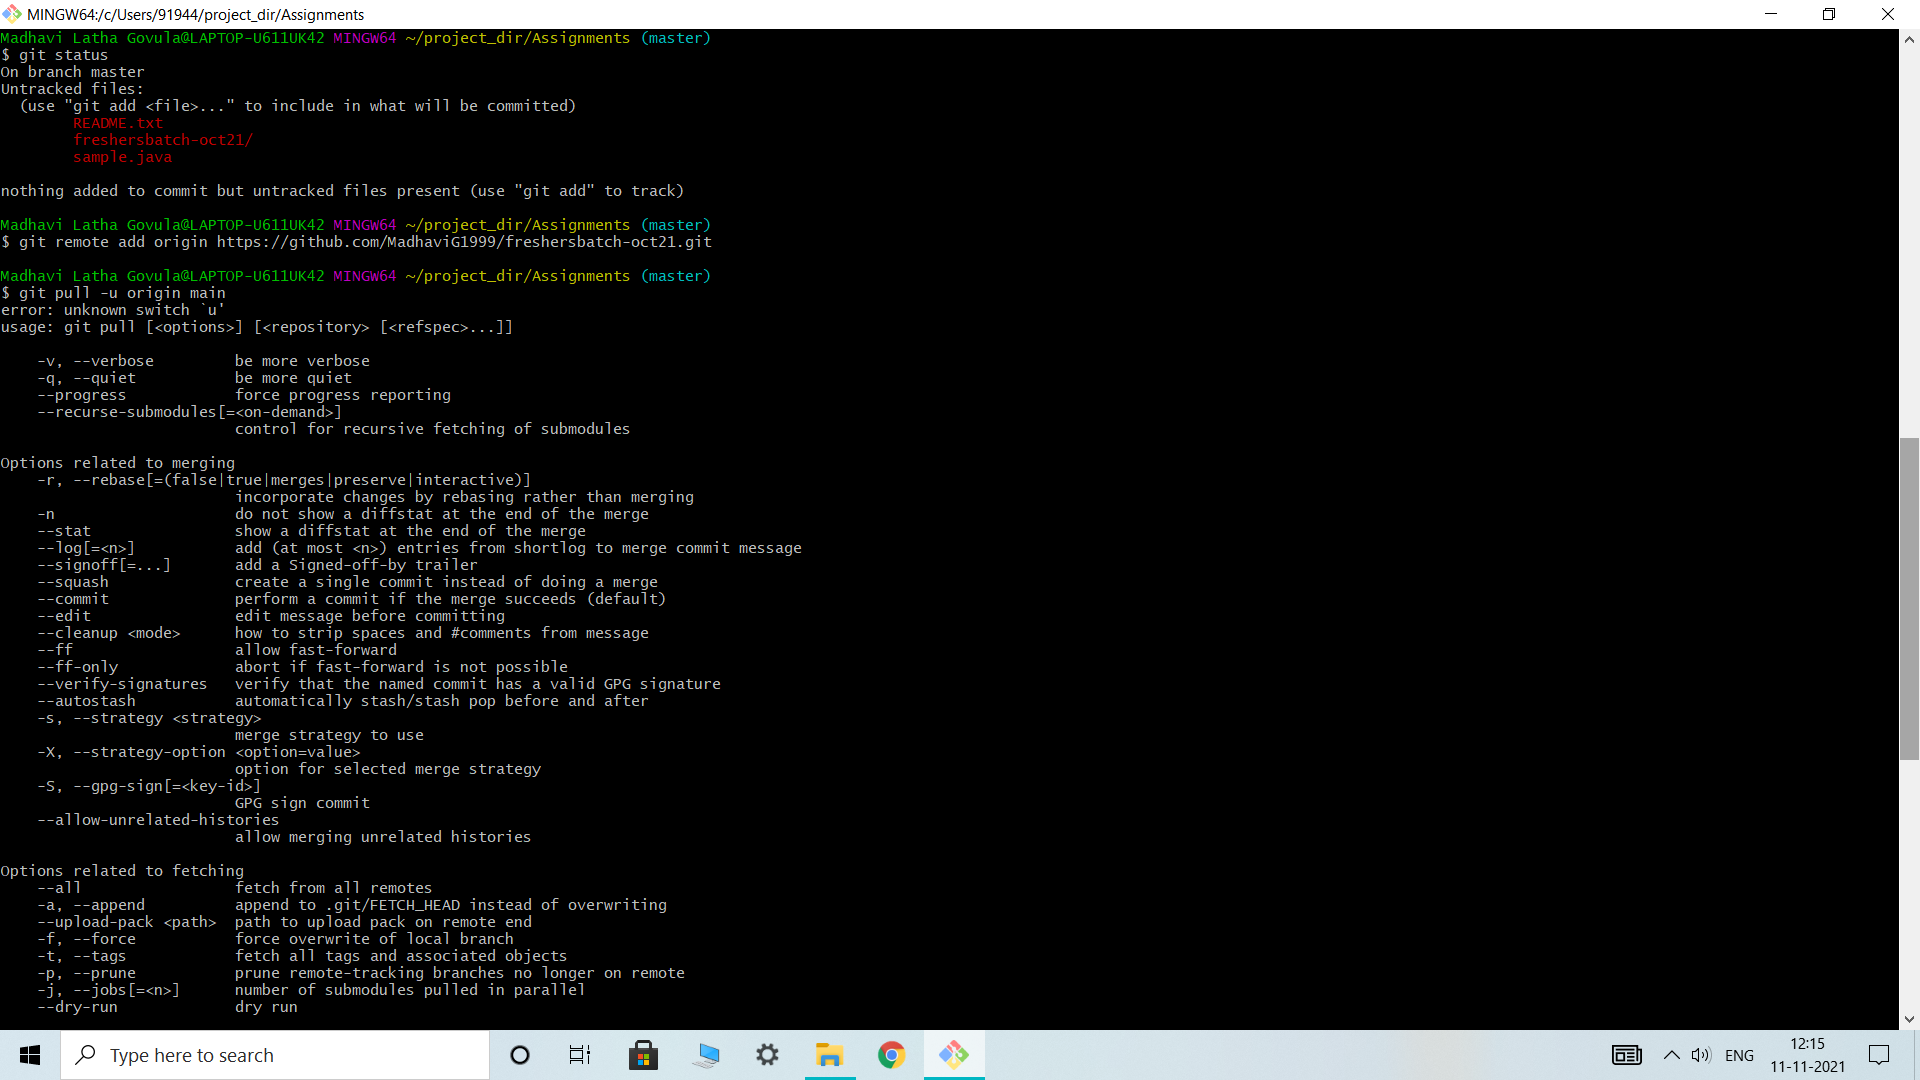 MINGW64:/c/Users/91944/project_dir/Assignments
Madhavi Latha Govula@LAPTOP-U611UK42 MINGW64 ~/project_dir/Assignments (master)
$ git status
On branch master
Untracked files:
  (use "git add <file>..." to include in what will be committed)
        README.txt
        freshersbatch-oct21/
        sample.java

nothing added to commit but untracked files present (use "git add" to track)

Madhavi Latha Govula@LAPTOP-U611UK42 MINGW64 ~/project_dir/Assignments (master)
$ git remote add origin https://github.com/MadhaviG1999/freshersbatch-oct21.git

Madhavi Latha Govula@LAPTOP-U611UK42 MINGW64 ~/project_dir/Assignments (master)
$ git pull -u origin main
error: unknown switch `u'
usage: git pull [<options>] [<repository> [<refspec>...]]

    -v, --verbose         be more verbose
    -q, --quiet           be more quiet
    --progress            force progress reporting
    --recurse-submodules[=<on-demand>]
                          control for recursive fetching of submodules

Options related to merging
    -r, --rebase[=(false|true|merges|preserve|interactive)]
                          incorporate changes by rebasing rather than merging
    -n                    do not show a diffstat at the end of the merge
    --stat                show a diffstat at the end of the merge
    --log[=<n>]           add (at most <n>) entries from shortlog to merge commit message
    --signoff[=...]       add a Signed-off-by trailer
    --squash              create a single commit instead of doing a merge
    --commit              perform a commit if the merge succeeds (default)
    --edit                edit message before committing
    --cleanup <mode>      how to strip spaces and #comments from message
    --ff                  allow fast-forward
    --ff-only             abort if fast-forward is not possible
    --verify-signatures   verify that the named commit has a valid GPG signature
    --autostash           automatically stash/stash pop before and after
    -s, --strategy <strategy>
                          merge strategy to use
    -X, --strategy-option <option=value>
                          option for selected merge strategy
    -S, --gpg-sign[=<key-id>]
                          GPG sign commit
    --allow-unrelated-histories
                          allow merging unrelated histories

Options related to fetching
    --all                 fetch from all remotes
    -a, --append          append to .git/FETCH_HEAD instead of overwriting
    --upload-pack <path>  path to upload pack on remote end
    -f, --force           force overwrite of local branch
    -t, --tags            fetch all tags and associated objects
    -p, --prune           prune remote-tracking branches no longer on remote
    -j, --jobs[=<n>]      number of submodules pulled in parallel
    --dry-run             dry run
Type here to search
ENG
12:15
11-11-2021